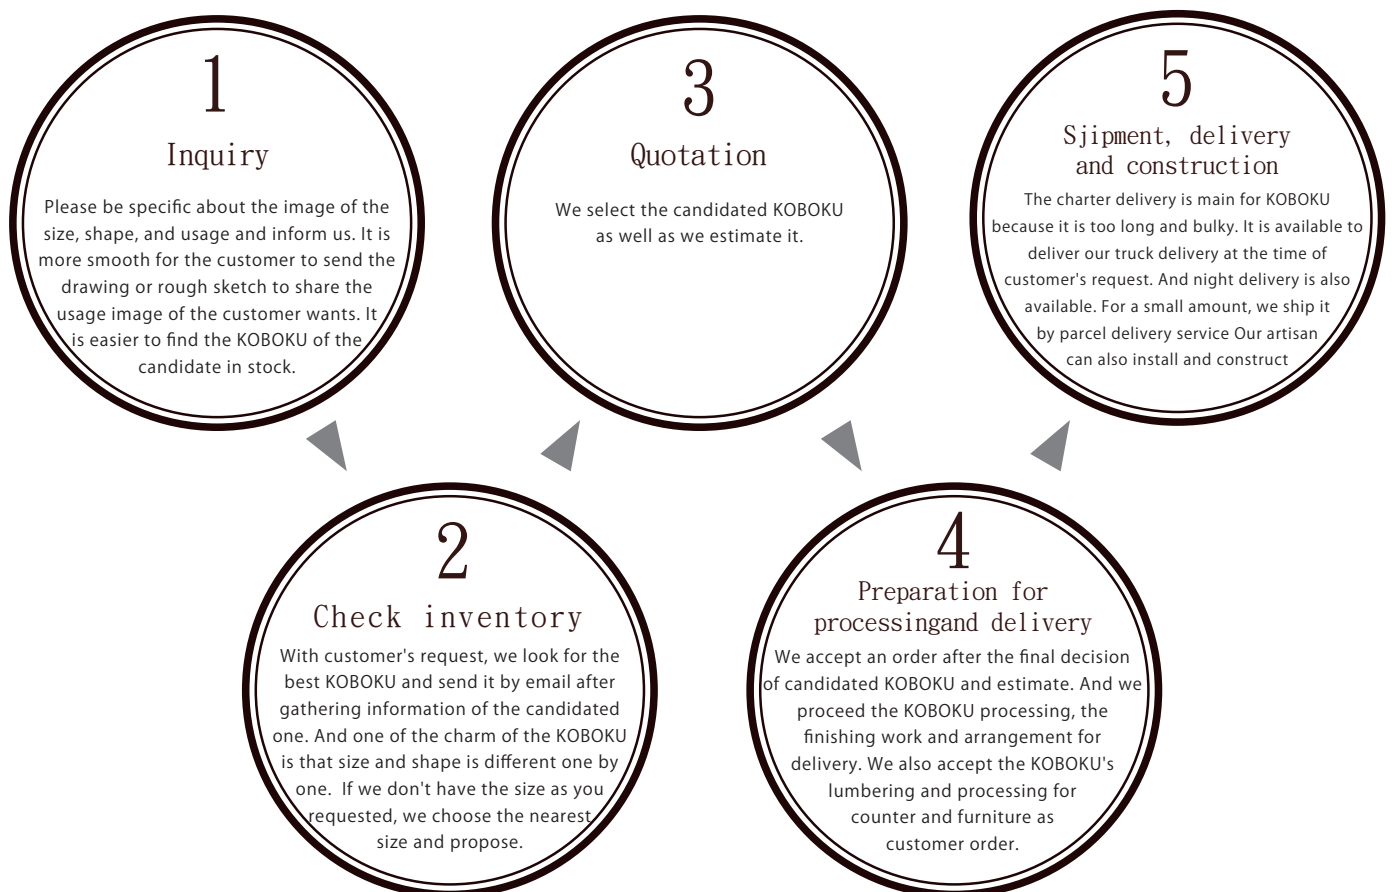 1
Inquiry
Please be specific about the image of the
size, shape, and usage and inform us. It is
more smooth for the customer to send the
drawing or rough sketch to share the
usage image of the customer wants. It
is easier to find the KOBOKU of the
candidate in stock.
2
Check inventory
With customer's request, we look for the
best KOBOKU and send it by email after
gathering information of the candidated
one. And one of the charm of the KOBOKU
is that size and shape is different one by
one. If we don't have the size as you
requested, we choose the nearest
size and propose.
3
Quotation
We select the candidated KOBOKU
as well as we estimate it.
4
Preparation for
processingand delivery
We accept an order after the final decision
of candidated KOBOKU and estimate. And we
proceed the KOBOKU processing, the
finishing work and arrangement for
delivery. We also accept the KOBOKU's
lumbering and processing for
counter and furniture as
customer order.
5
Sjipment, delivery
and construction
The charter delivery is main for KOBOKU
because it is too long and bulky. It is available to
deliver our truck delivery at the time of
customer's request. And night delivery is also
available. For a small amount, we ship it
by parcel delivery service Our artisan
can also install and construct